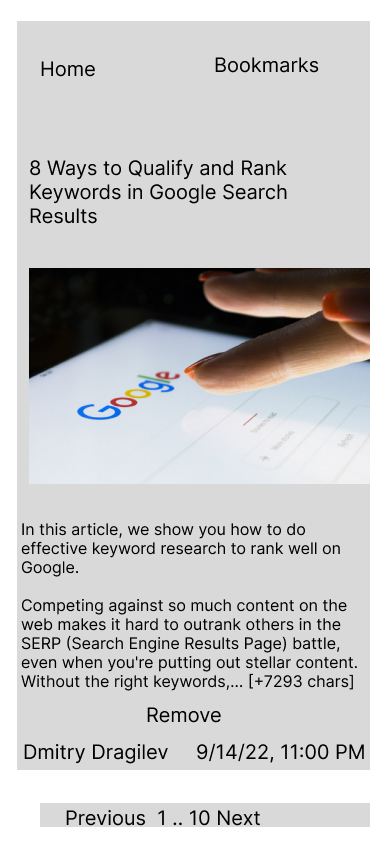 Home
Bookmarks
8 Ways to Qualify and Rank
Keywords in Google Search
Results
Google
In this article, we show you how to do
effective keyword research to rank well on
Google.
Competing against so much content on the
web makes it hard to outrank others in the
SERP (Search Engine Results Page) battle,
even when you're putting out stellar content.
Without the right keywords,... [+7293 chars]
Remove
Dmitry Dragilev 9/14/22, 11:00 PM
Previous 1 .. 10 Next